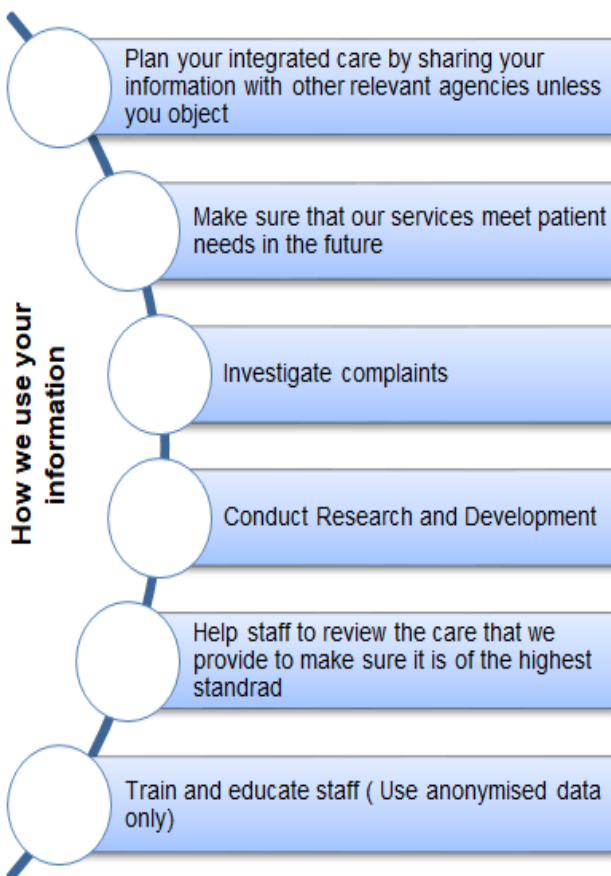 How we use your
information
Plan your integrated care by sharing your
information with other relevant agencies unless
you object
Make sure that our services meet patient
needs in the future
Investigate complaints
Conduct Research and Development
Help staff to review the care that we
provide to make sure it is of the highest
standrad
Train and educate staff ( Use anonymised data
only)